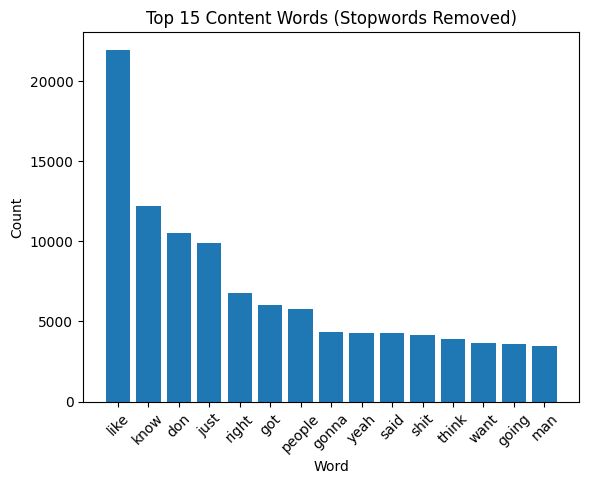 Top 15 Content Words (Stopwords Removed)
Count
20000
15000
10000
5000
0
like know don just right got people gonna yeah said shit think want going man
Word